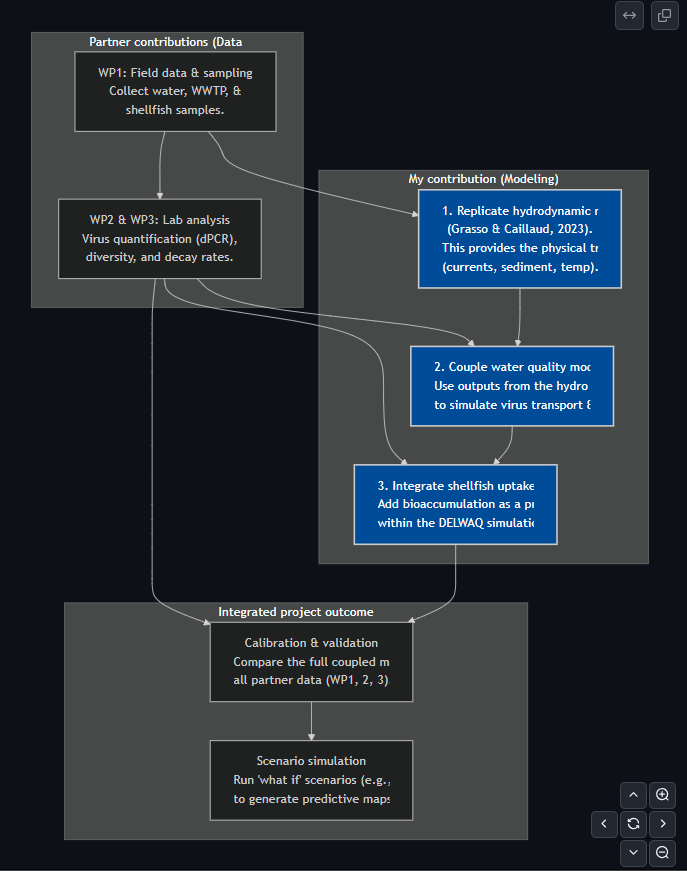 Partner contributions (Data
WP1: Field data & sampling
Collect water, WWTP, &
shellfish samples.
WP2 & WP3: Lab analysis
Virus quantification (dPCR),
diversity, and decay rates.
My contribution (Modeling)
1. Replicate hydrodynamic
(Grasso & Caillaud, 2023).
This provides the physical
(currents, sediment, temp).
2. Couple water quality
Use outputs from the hydro
to simulate virus transport
3. Integrate shellfish uptake
Add bioaccumulation as a
within the DELWAQ
Integrated project outcome
Calibration & validation
Compare the full coupled
all partner data (WP1, 2, 3)
Scenario simulation
Run 'what if' scenarios (e.g.,
to generate predictive maps